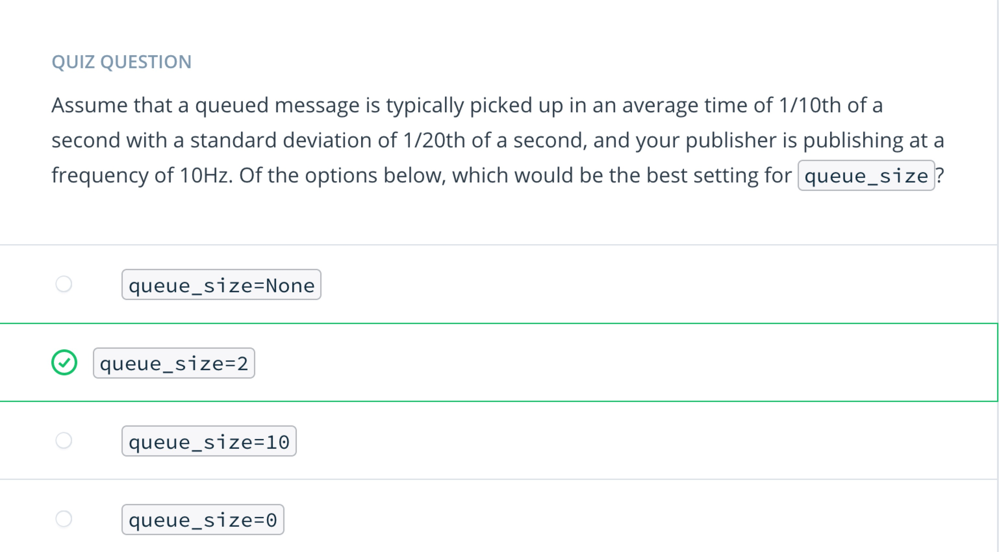 QUIZ QUESTION
Assume that a queued message is typically picked up in an average time of 1/10th of a
second with a standard deviation of 1/20th of a second, and your publisher is publishing at a
frequency of 10Hz. Of the options below, which would be the best setting for queue_size?
queue_size=None
queue_size=2
queue_size=10
queue_size=0